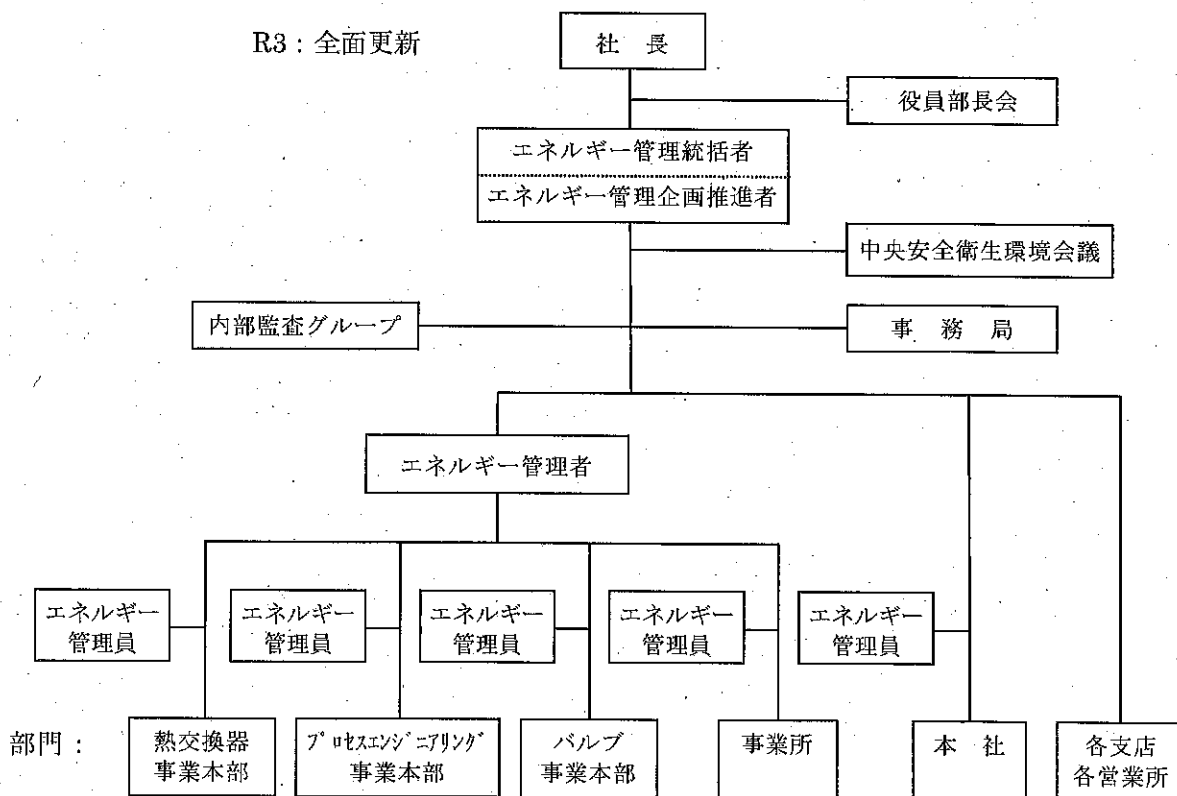 R3：全面更新
社 長
役員部長会
エネルギー管理統括者
エネルギー管理企画推進者
中央安全衛生環境会議
内部監査グループ
事 務 局
エネルギー管理者
エネルギー
管理員
エネルギー
管理員
エネルギー
管理員
エネルギー
管理員
エネルギー
管理員
部門：
熱交換器
事業本部
ﾌﾟﾛｾｽｴﾝｼﾞﾆｱﾘﾝｸﾞ
事業本部
バルブ
事業本部
事業所
本 社
各支店
各営業所